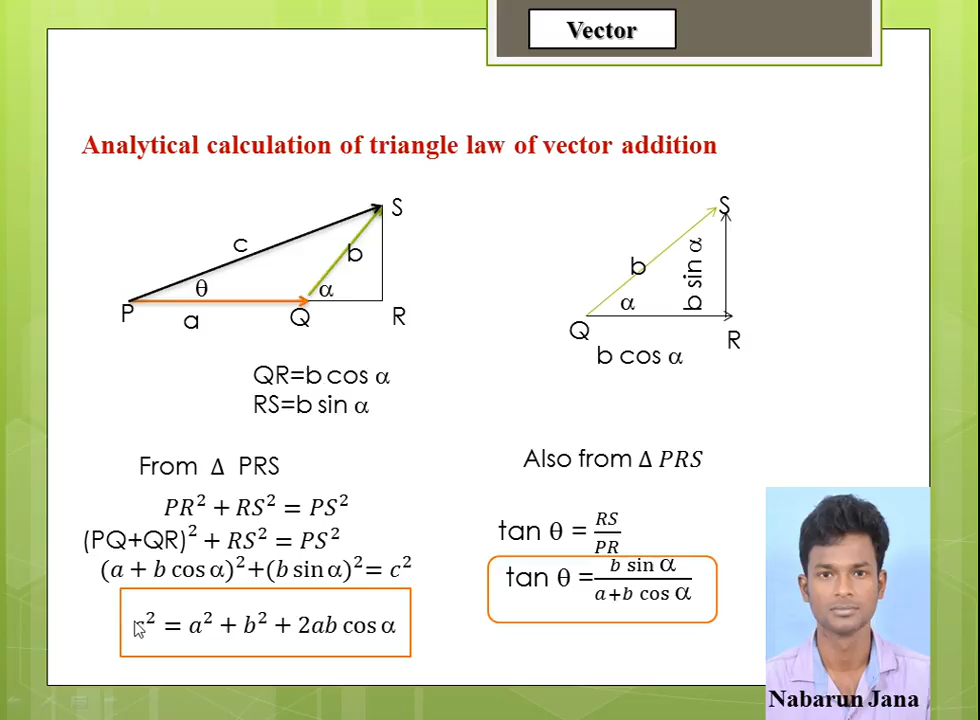 Vector
Analytical calculation of triangle law of vector addition
S
c
b
θ
α
P
a
Q
R
S
b
b sin α
α
Q
R
b cos α
QR=b cos α
RS=b sin α
From Δ PRS
PR² + RS² = PS²
(PQ+QR)² + RS² = PS²
(a + b cos α)²+(b sin α)²= c²
c² = a² + b² + 2ab cos α
Also from Δ PRS
tan θ = RS/PR
tan θ = b sin α/a+b cos α
Nabarun Jana